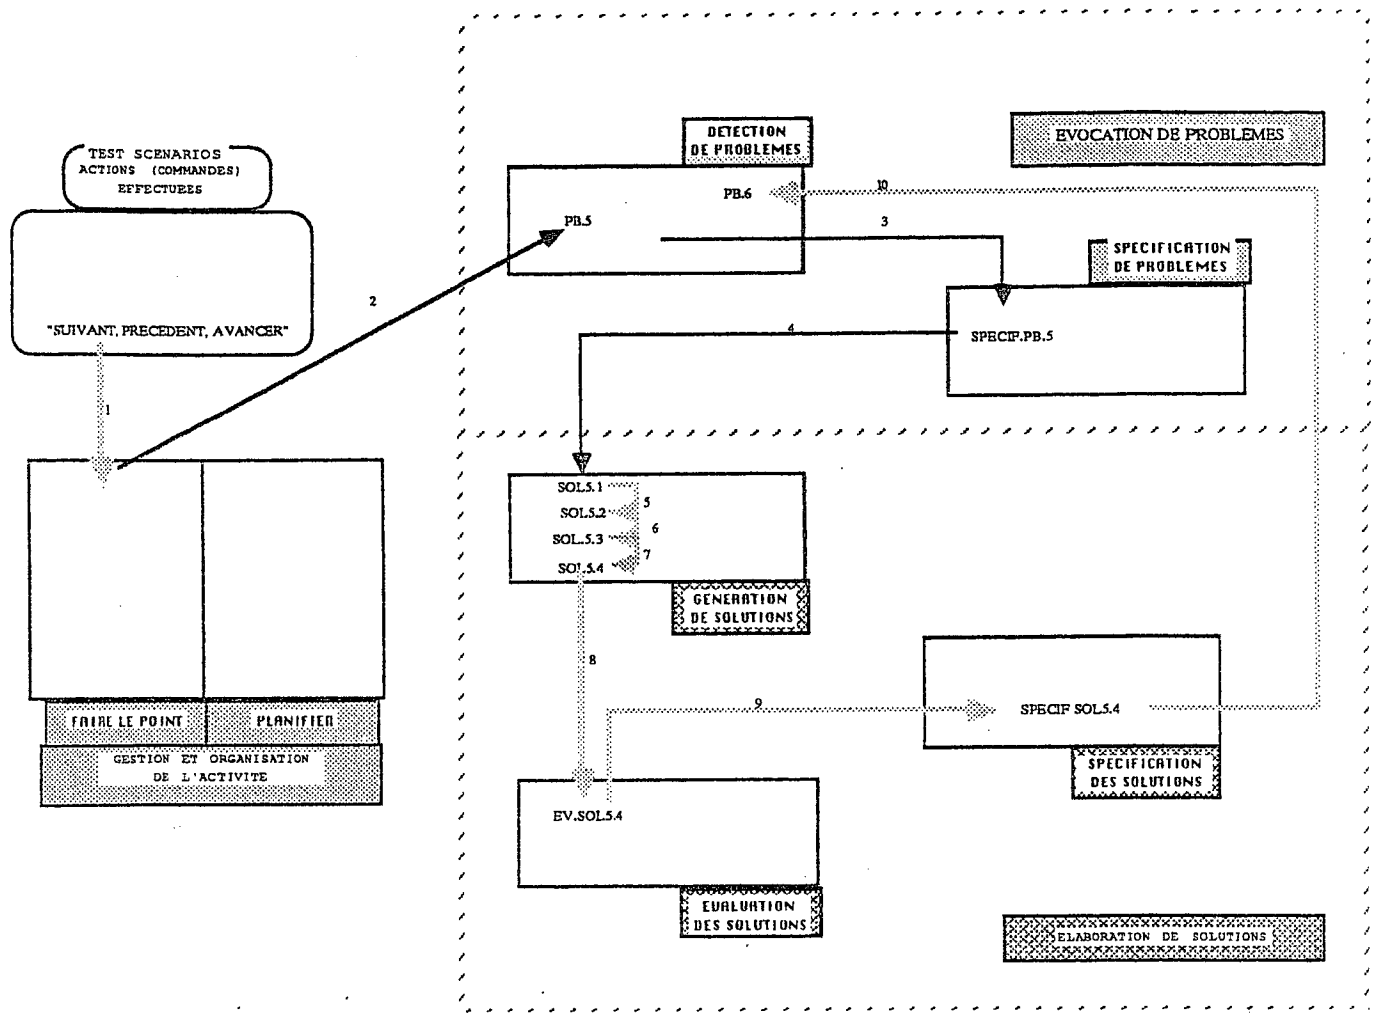 TEST SCENARIOS
ACTIONS (COMMANDES)
EFFECTUEES
"SUIVANT, PRECEDENT, AVANCER"
1
2
FAIRE LE POINT
PLANIFIER
GESTION ET ORGANISATION
DE L'ACTIVITE
DETECTION
DE PROBLEMES
EVOCATION DE PROBLEMES
PB.6
10
PB.5
3
SPECIFICATION
DE PROBLEMES
4
SPECIF.PB.5
SOL5.1
5
SOL5.2
6
SOL.5.3
7
SOL5.4
GENERATION
DE SOLUTIONS
8
9
SPECIF SOL5.4
SPECIFICATION
DES SOLUTIONS
EV.SOL5.4
EVALUATION
DES SOLUTIONS
ELABORATION DE SOLUTIONS